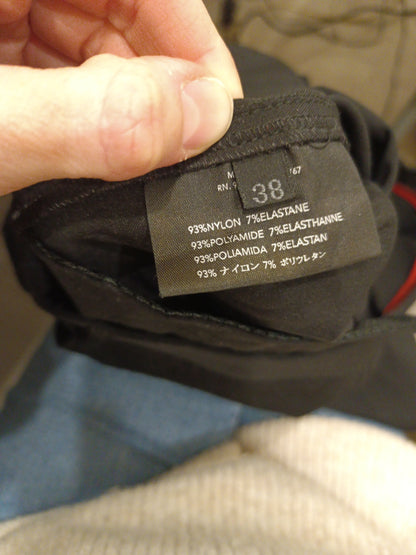 38
93%NYLON 7%ELASTANE
93%POLYAMIDE 7%ELASTHANNE
93%POLIAMIDA 7%ELASTAN
93% ナイロン 7% ポリウレタン